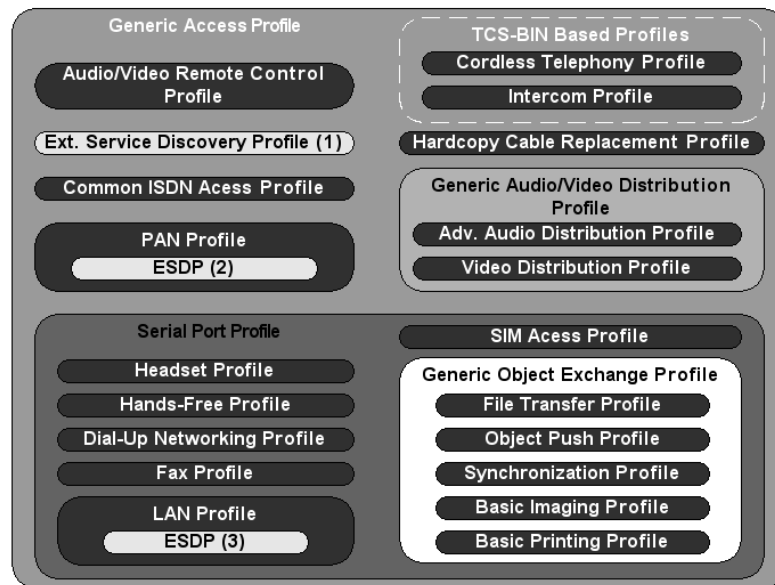 Generic Access Profile
Audio/Video Remote Control
Profile
Ext. Service Discovery Profile (1)
Common ISDN Acess Profile
PAN Profile
ESDP (2)
TCS-BIN Based Profiles
Cordless Telephony Profile
Intercom Profile
Hardcopy Cable Replacement Profile
Generic Audio/Video Distribution
Profile
Adv. Audio Distribution Profile
Video Distribution Profile
Serial Port Profile
Headset Profile
Hands-Free Profile
Dial-Up Networking Profile
Fax Profile
LAN Profile
ESDP (3)
SIM Acess Profile
Generic Object Exchange Profile
File Transfer Profile
Object Push Profile
Synchronization Profile
Basic Imaging Profile
Basic Printing Profile